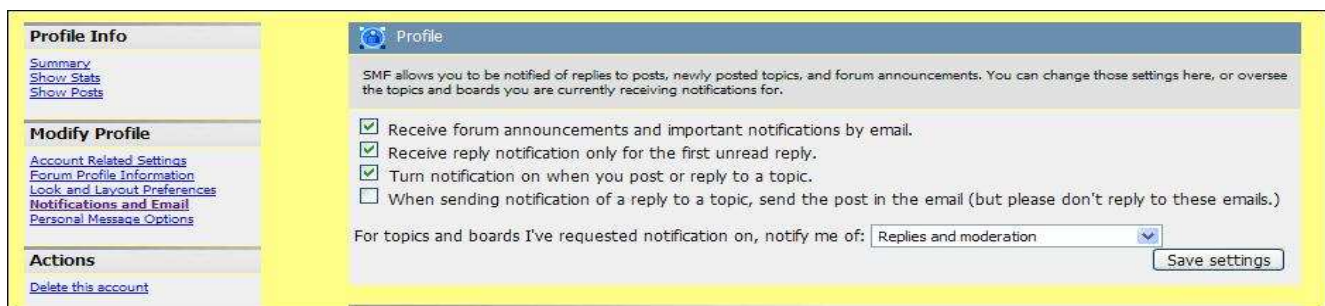 Profile Info
Summary
Show Stats
Show Posts
Modify Profile
Account Related Settings
Forum Profile Information
Look and Layout Preferences
Notifications and Email
Personal Message Options
Actions
Delete this account
Profile
SMF allows you to be notified of replies to posts, newly posted topics, and forum announcements. You can change those settings here, or oversee
the topics and boards you are currently receiving notifications for.
Receive forum announcements and important notifications by email.
Receive reply notification only for the first unread reply.
Turn notification on when you post or reply to a topic.
When sending notification of a reply to a topic, send the post in the email (but please don't reply to these emails.)
For topics and boards I've requested notification on, notify me of: Replies and moderation
Save settings